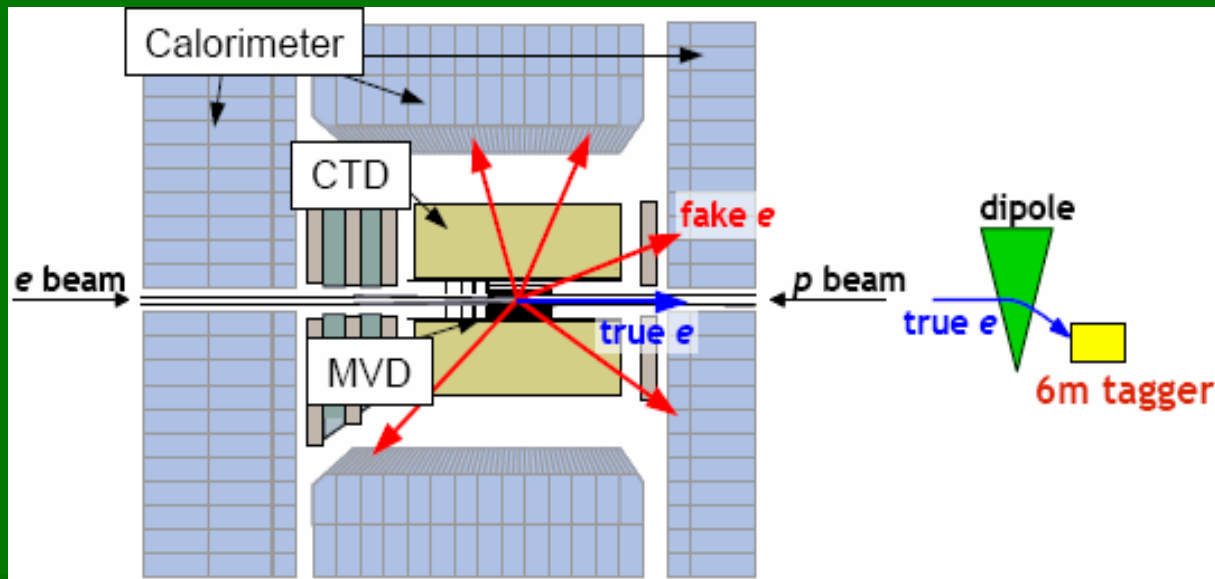 Calorimeter
CTD
fake e
dipole
e beam
p beam
true e
true e
MVD
6m tagger